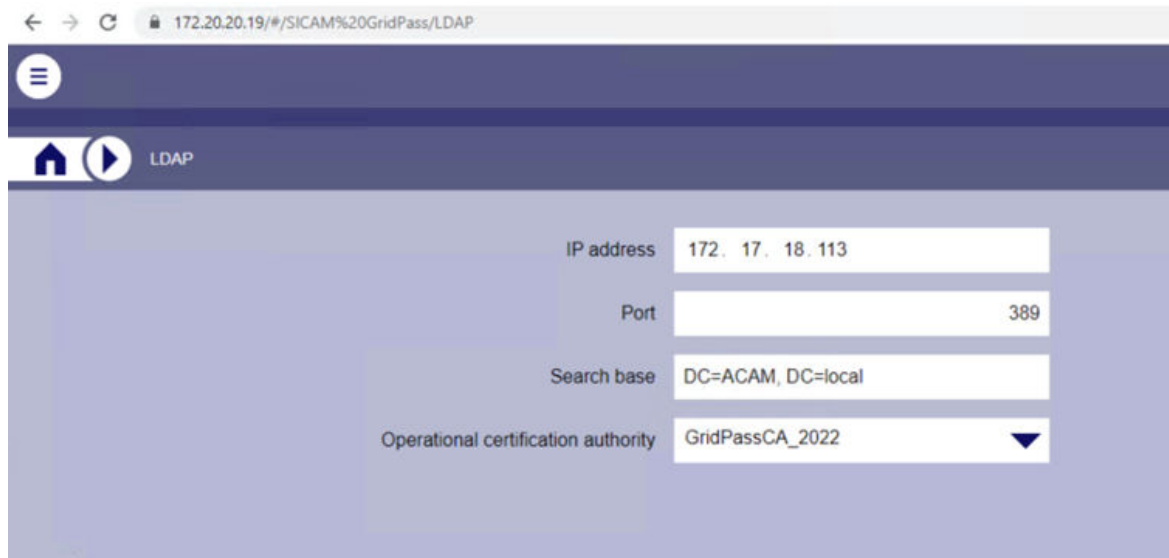 172.20.20.19/#/SICAM%20GridPass/LDAP
LDAP
IP address 172. 17. 18. 113
Port 389
Search base DC=ACAM, DC=local
Operational certification authority GridPassCA_2022